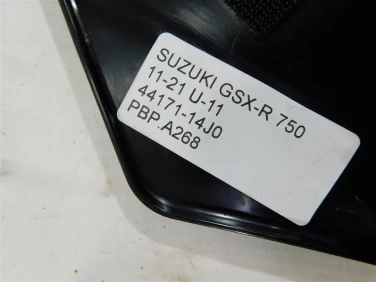 SUZUKI GSX-R 750
11-21 U-11
44171-14J0
PBP.A268